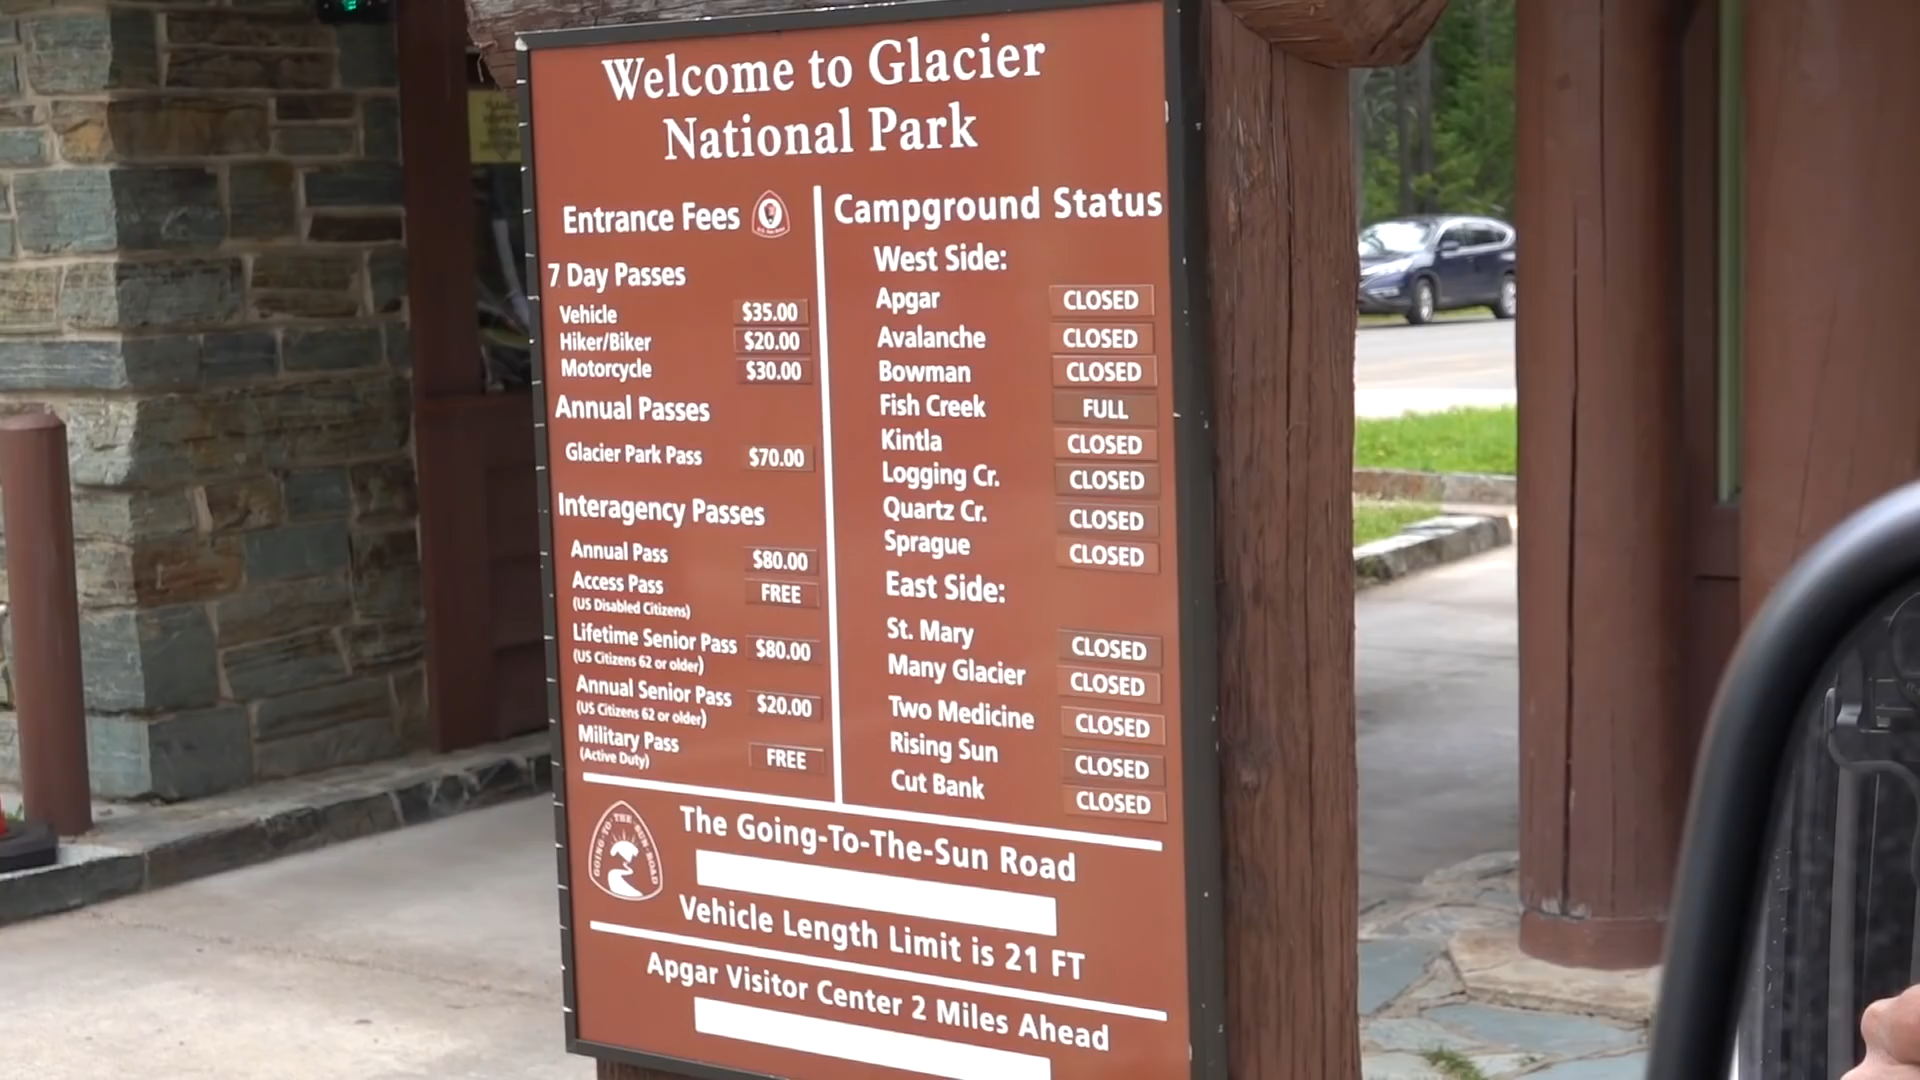 Welcome to Glacier
National Park
Entrance Fees
7 Day Passes
Vehicle $35.00
Hiker/Biker $20.00
Motorcycle $30.00
Annual Passes
Glacier Park Pass $70.00
Interagency Passes
Annual Pass $80.00
Access Pass FREE
(US Disabled Citizens)
Lifetime Senior Pass $80.00
(US Citizens 62 or older)
Annual Senior Pass $20.00
(US Citizens 62 or older)
Military Pass FREE
(Active Duty)
Campground Status
West Side:
Apgar CLOSED
Avalanche CLOSED
Bowman CLOSED
Fish Creek FULL
Kintla CLOSED
Logging Cr. CLOSED
Quartz Cr. CLOSED
Sprague CLOSED
East Side:
St. Mary CLOSED
Many Glacier CLOSED
Two Medicine CLOSED
Rising Sun CLOSED
Cut Bank CLOSED
GOING-TO-THE-SUN ROAD
The Going-To-The-Sun Road
Vehicle Length Limit is 21 FT
Apgar Visitor Center 2 Miles Ahead